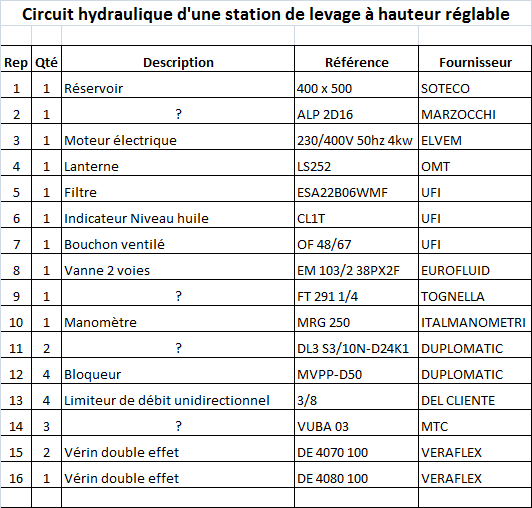 Circuit hydraulique d'une station de levage à hauteur réglable
Rep Qté Description Référence Fournisseur
1 1 Réservoir 400 x 500 SOTECO
2 1 ? ALP 2D16 MARZOCCHI
3 1 Moteur électrique 230/400V 50hz 4kw ELVEM
4 1 Lanterne LS252 OMT
5 1 Filtre ESA22B06WMF UFI
6 1 Indicateur Niveau huile CL1T UFI
7 1 Bouchon ventilé OF 48/67 UFI
8 1 Vanne 2 voies EM 103/2 38PX2F EUROFLUID
9 1 ? FT 291 1/4 TOGNELLA
10 1 Manomètre MRG 250 ITALMANOMETRI
11 2 ? DL3 S3/10N-D24K1 DUPLOMATIC
12 4 Bloqueur MVPP-D50 DUPLOMATIC
13 4 Limiteur de débit unidirectionnel 3/8 DEL CLIENTE
14 3 ? VUBA 03 MTC
15 2 Vérin double effet DE 4070 100 VERAFLEX
16 1 Vérin double effet DE 4080 100 VERAFLEX